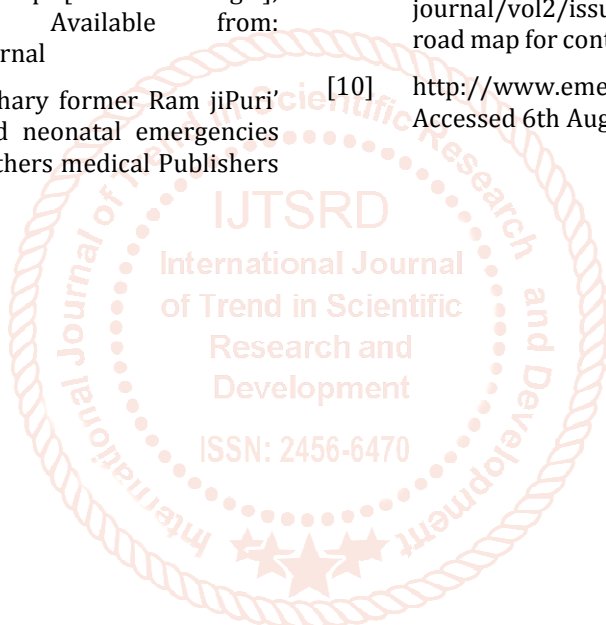 Available from:
rnal
hary former Ram jiPuri’
d neonatal emergencies
thers medical Publishers
journal/vol2/issu
road map for cont
[10] http://www.eme
Accessed 6th Aug
International Journal of Trend in Scientific Research and Development
IJTSRD
International Journal
of Trend in Scientific
Research and
Development
ISSN: 2456-6470